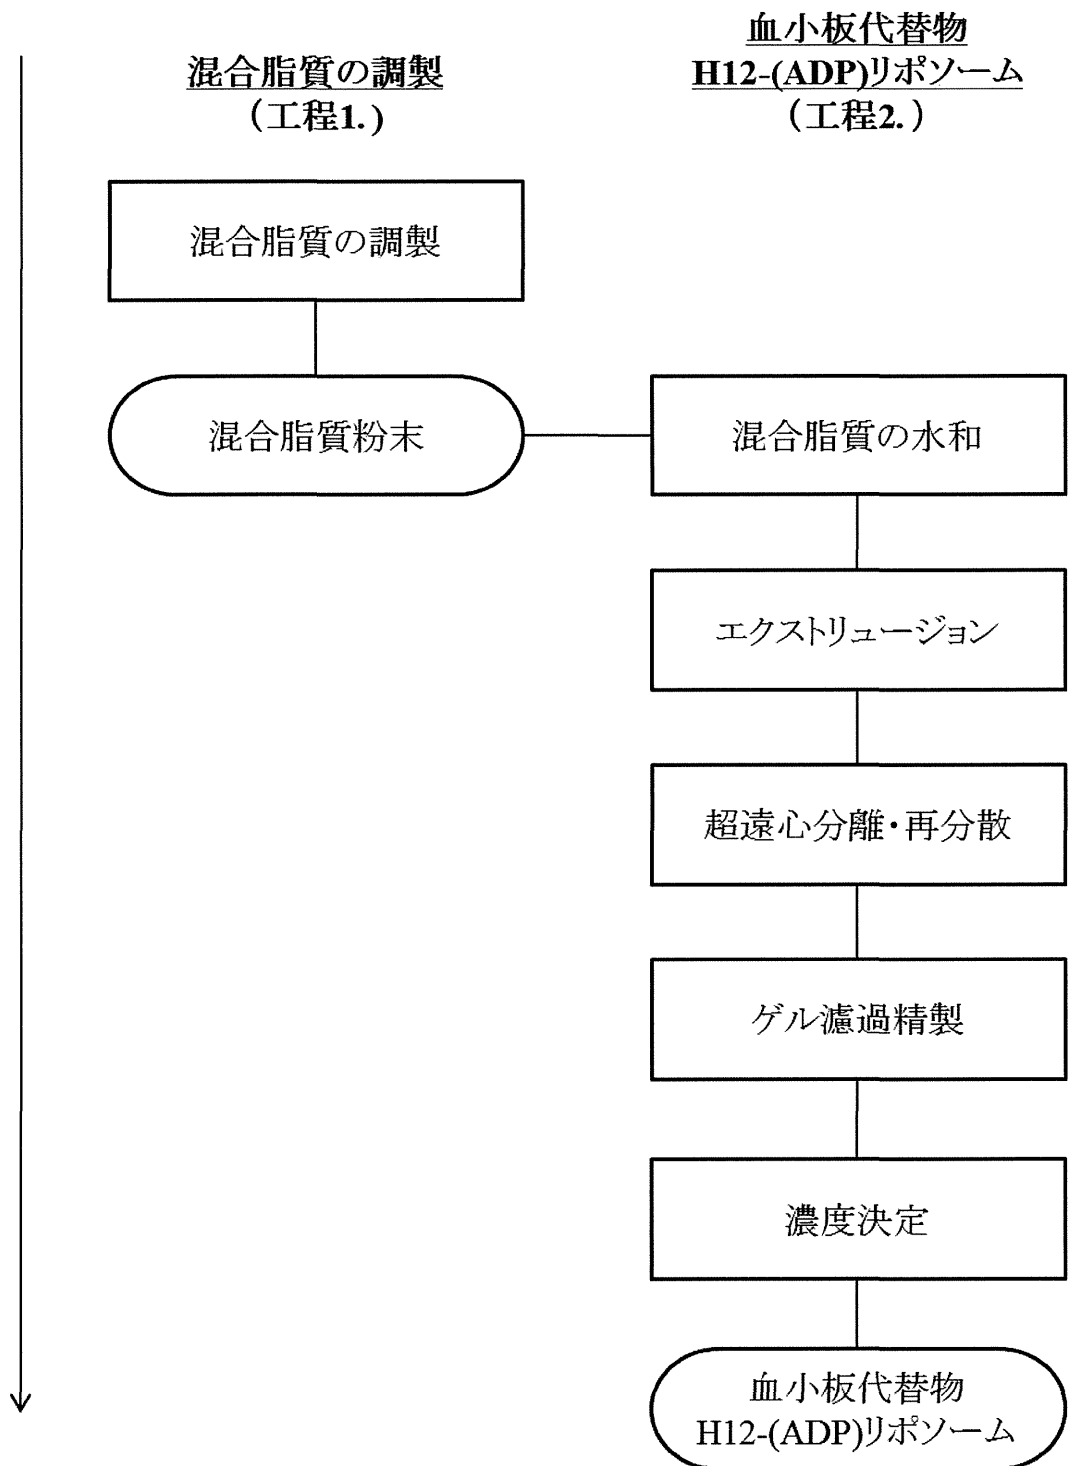 混合脂質の調製
（工程1.）
血小板代替物
H12-(ADP)リポソーム
（工程2.）
混合脂質の調製
混合脂質粉末
混合脂質の水和
エクストリュージョン
超遠心分離・再分散
ゲル濾過精製
濃度決定
血小板代替物
H12-(ADP)リポソーム